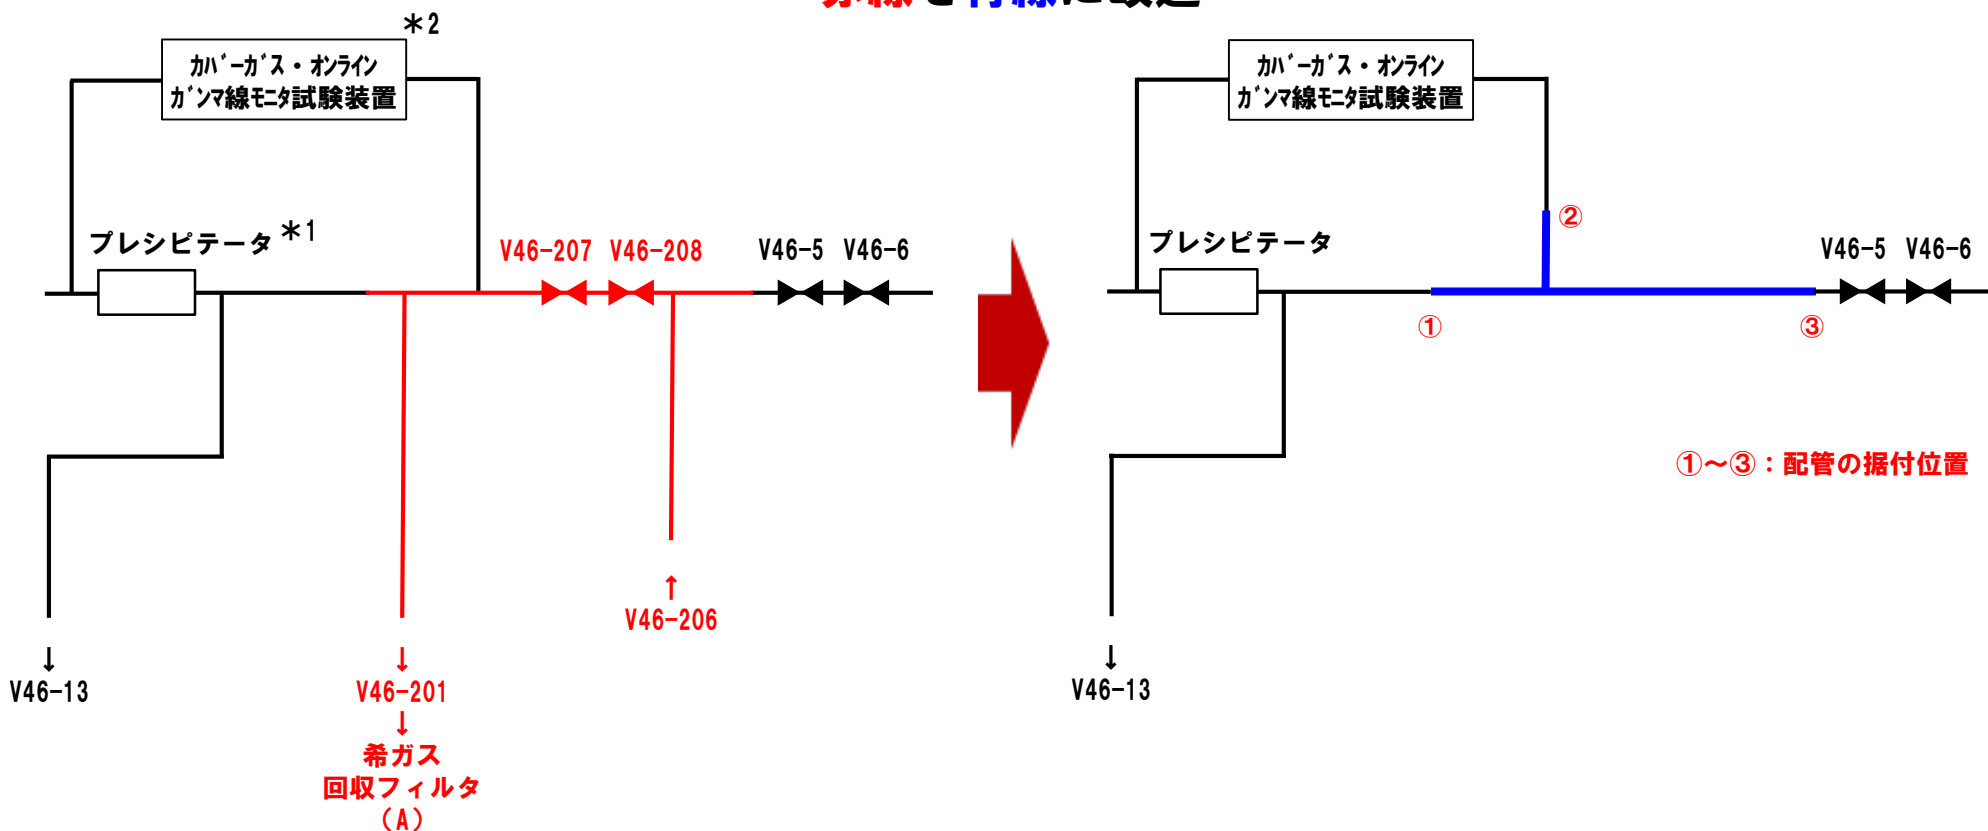 ＊2
ｶﾊﾞｰｶﾞｽ・ｵﾝﾗｲﾝ
ｶﾞﾝﾏ線ﾓﾆﾀ試験装置
プレシピテータ ＊1
V46-207 V46-208 V46-5 V46-6
↑
V46-206
↓
V46-13
↓
V46-201
↓
希ガス
回収フィルタ
（A）
ｶﾊﾞｰｶﾞｽ・ｵﾝﾗｲﾝ
ｶﾞﾝﾏ線ﾓﾆﾀ試験装置
②
プレシピテータ
V46-5 V46-6
① ③
①～③：配管の据付位置
↓
V46-13